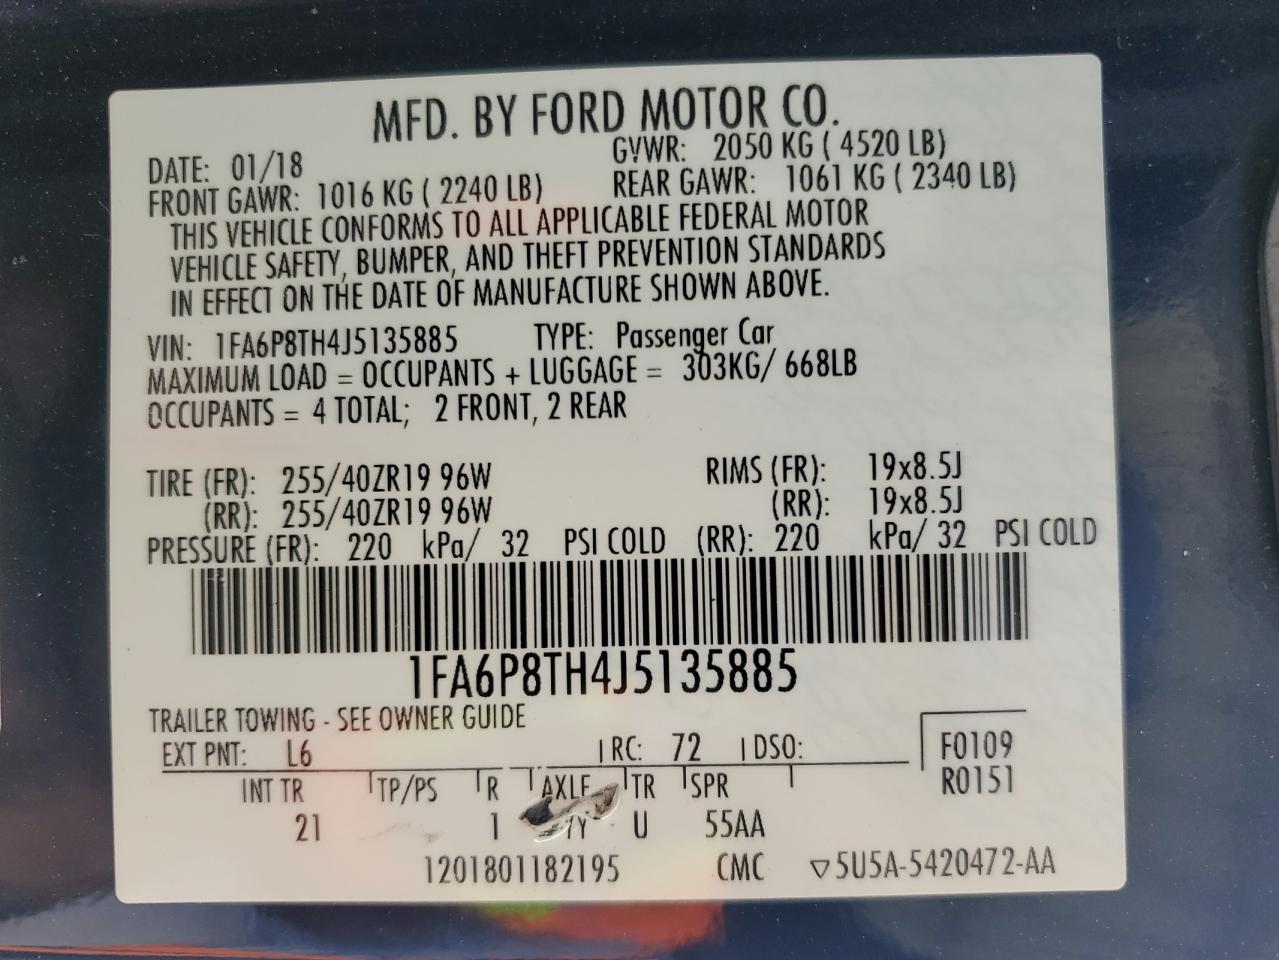 MFD. BY FORD MOTOR CO.
DATE: 01/18 GVWR: 2050 KG ( 4520 LB)
FRONT GAWR: 1016 KG ( 2240 LB) REAR GAWR: 1061 KG ( 2340 LB)
THIS VEHICLE CONFORMS TO ALL APPLICABLE FEDERAL MOTOR
VEHICLE SAFETY, BUMPER, AND THEFT PREVENTION STANDARDS
IN EFFECT ON THE DATE OF MANUFACTURE SHOWN ABOVE.
VIN: 1FA6P8TH4J5135885 TYPE: Passenger Car
MAXIMUM LOAD = OCCUPANTS + LUGGAGE = 303KG/ 668LB
OCCUPANTS = 4 TOTAL; 2 FRONT, 2 REAR
TIRE (FR): 255/40ZR19 96W RIMS (FR): 19x8.5J
(RR): 255/40ZR19 96W (RR): 19x8.5J
PRESSURE (FR): 220 kPa/ 32 PSI COLD (RR): 220 kPa/ 32 PSI COLD
1FA6P8TH4J5135885
TRAILER TOWING - SEE OWNER GUIDE
EXT PNT: L6 RC: 72 DSO: F0109
INT TR TP/PS R AXLE TR SPR R0151
21 1 U 55AA
1201801182195 CMC ▽5U5A-5420472-AA